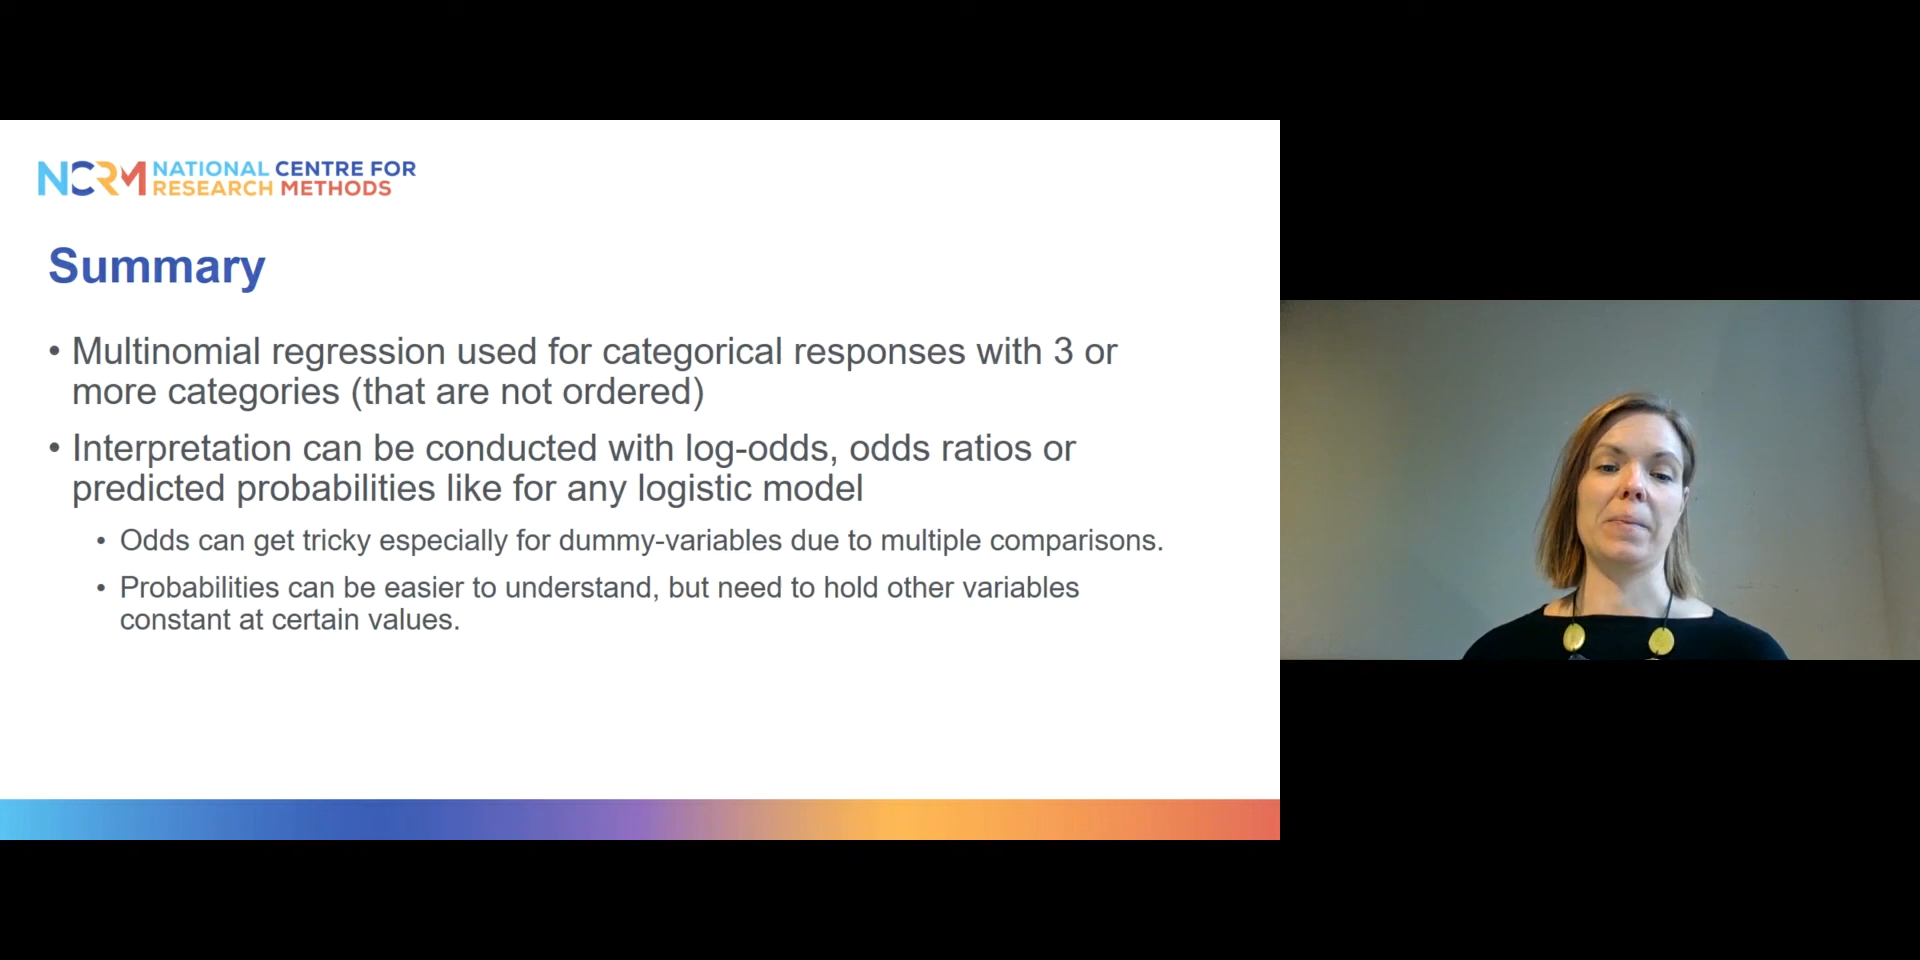 NCRM NATIONAL CENTRE FOR
RESEARCH METHODS
Summary
• Multinomial regression used for categorical responses with 3 or
more categories (that are not ordered)
• Interpretation can be conducted with log-odds, odds ratios or
predicted probabilities like for any logistic model
• Odds can get tricky especially for dummy-variables due to multiple comparisons.
• Probabilities can be easier to understand, but need to hold other variables
constant at certain values.